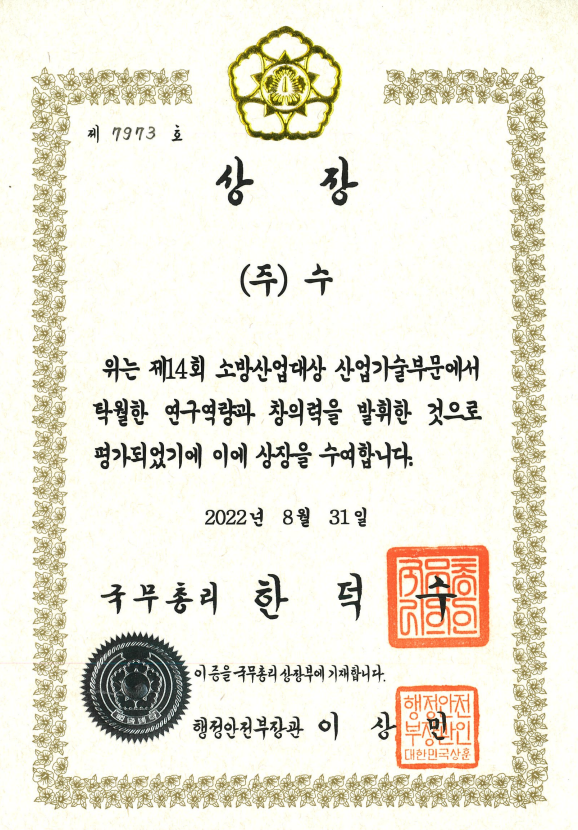 제 7973 호
상 장
(주) 수
위는 제14회 소방산업대상 산업기술부문에서
탁월한 연구역량과 창의력을 발휘한 것으로
평가되었기에 이에 상장을 수여합니다.
2022년 8월 31일
국무총리 한 덕 수
이 증을 국무총리 상장부에 기재합니다.
행정안전부장관 이 상 민
행정안전
부장관인
대한민국상훈